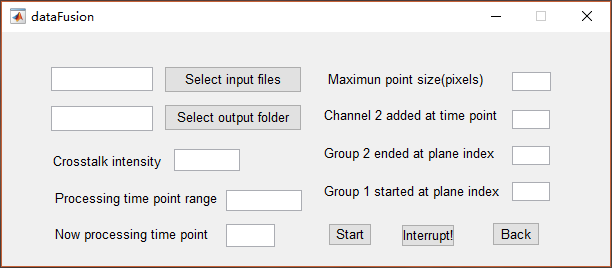 dataFusion
Select input files
Maximun point size(pixels)
Select output folder
Channel 2 added at time point
Crosstalk intensity
Group 2 ended at plane index
Processing time point range
Group 1 started at plane index
Now processing time point
Start
Interrupt!
Back